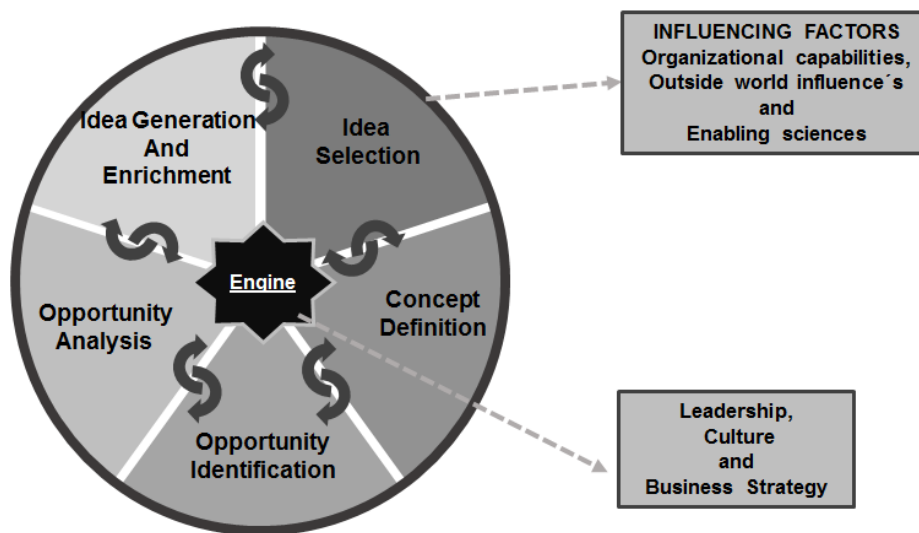 INFLUENCING FACTORS
Organizational capabilities,
Outside world influence´s
and
Enabling sciences
Idea Generation
And
Enrichment
Idea
Selection
Engine
Opportunity
Analysis
Concept
Definition
Opportunity
Identification
Leadership,
Culture
and
Business Strategy